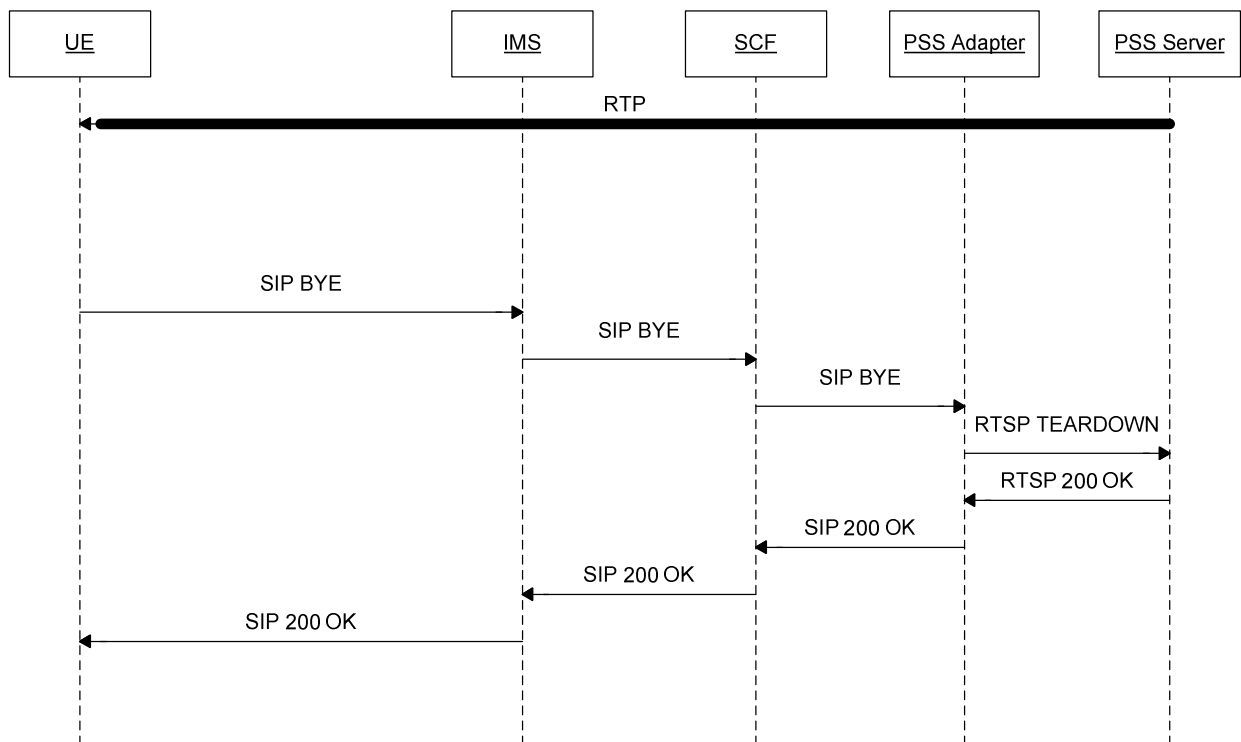 UE
IMS
SCF
PSS Adapter
PSS Server
RTP
SIP BYE
SIP BYE
SIP BYE
RTSP TEARDOWN
RTSP 200 OK
SIP 200 OK
SIP 200 OK
SIP 200 OK